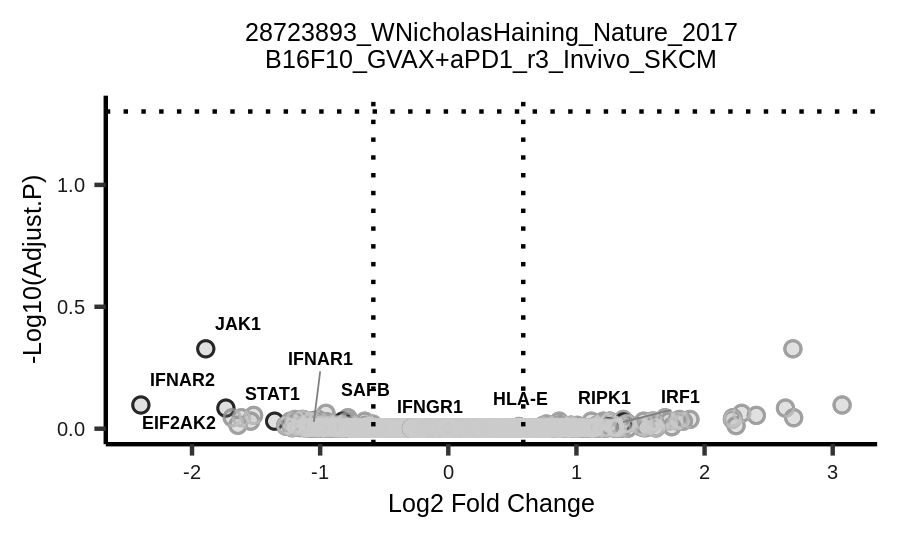 28723893_WNicholasHaining_Nature_2017
B16F10_GVAX+aPD1_r3_Invivo_SKCM
-Log10(Adjust.P)
1.0
0.5
0.0
JAK1
IFNAR1
IFNAR2
STAT1
SAFB
EIF2AK2
IFNGR1
HLA-E
RIPK1
IRF1
-2
-1
0
1
2
3
Log2 Fold Change